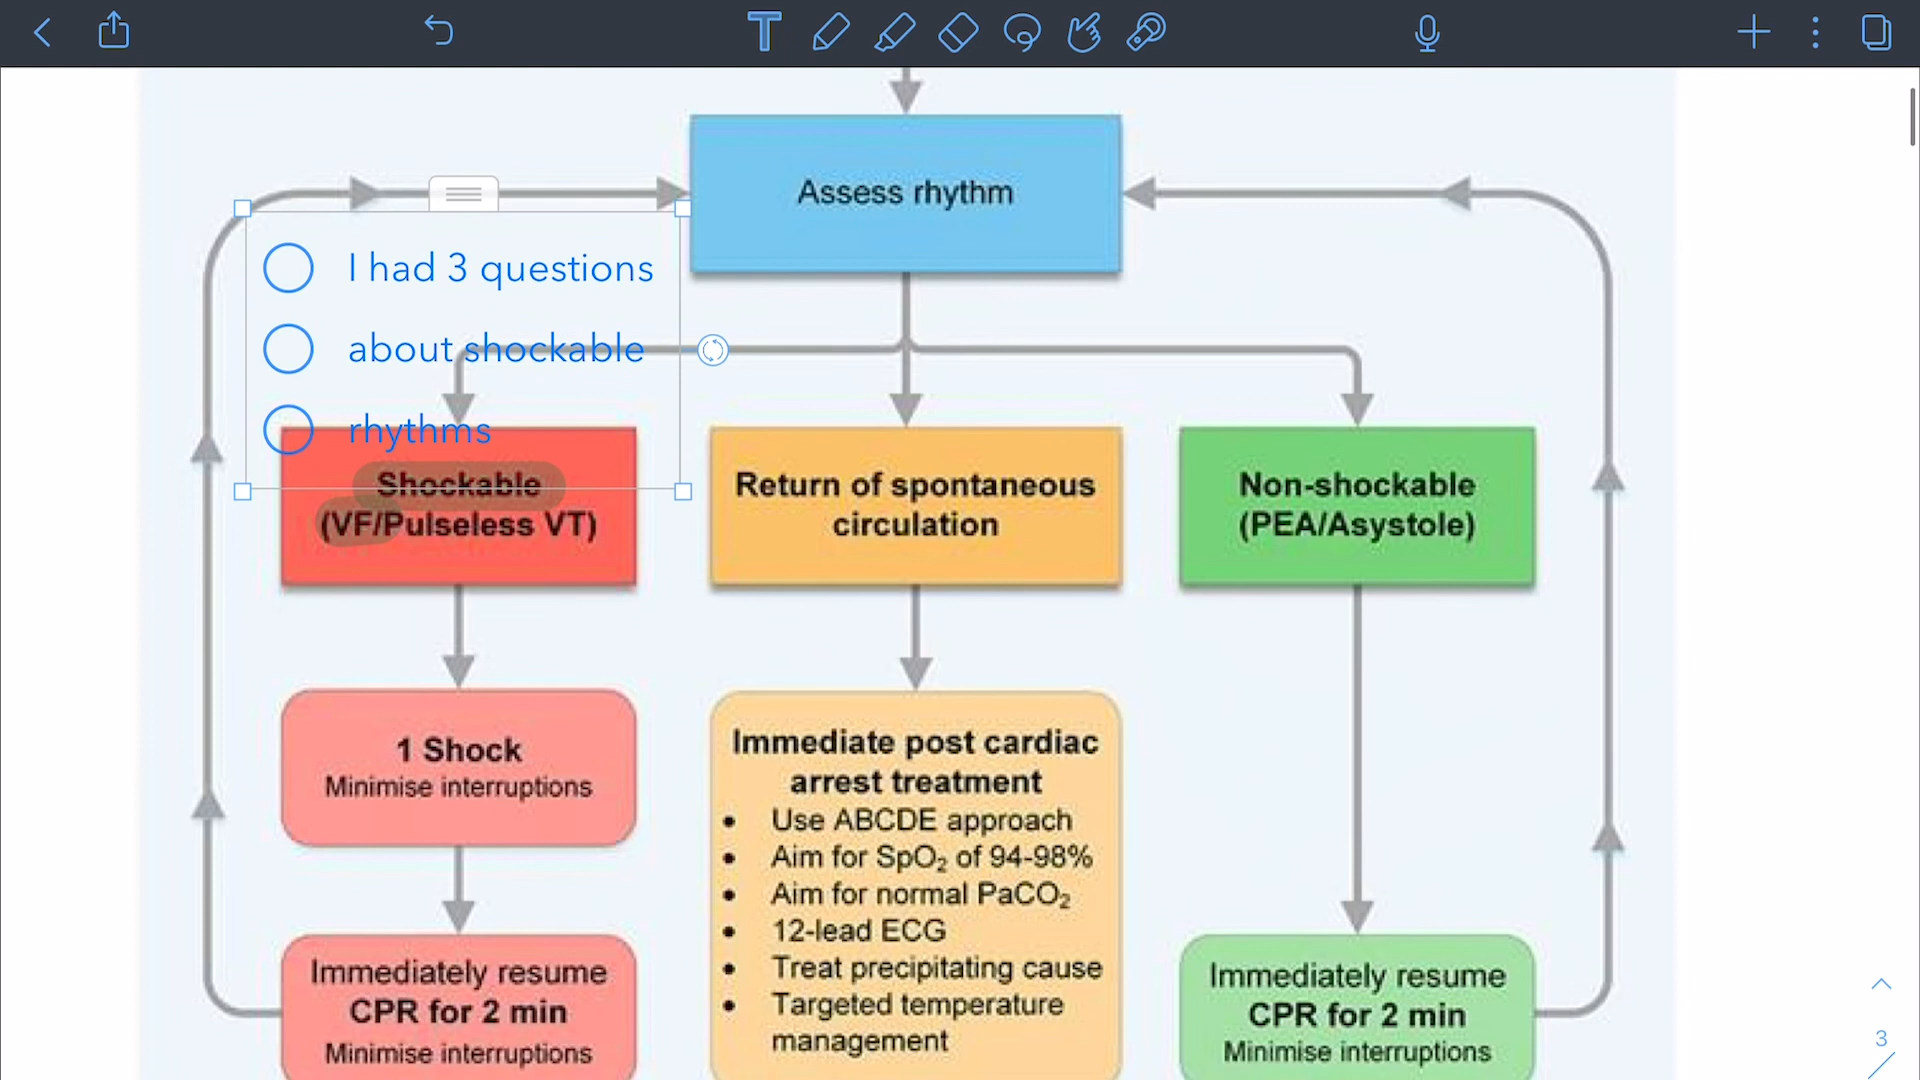 Assess rhythm
I had 3 questions
about shockable
rhythms
Shockable
(VF/Pulseless VT)
Return of spontaneous
circulation
Non-shockable
(PEA/Asystole)
1 Shock
Minimise interruptions
Immediate post cardiac
arrest treatment
• Use ABCDE approach
• Aim for SpO₂ of 94-98%
• Aim for normal PaCO₂
• 12-lead ECG
• Treat precipitating cause
• Targeted temperature
management
Immediately resume
CPR for 2 min
Minimise interruptions
Immediately resume
CPR for 2 min
Minimise interruptions
3